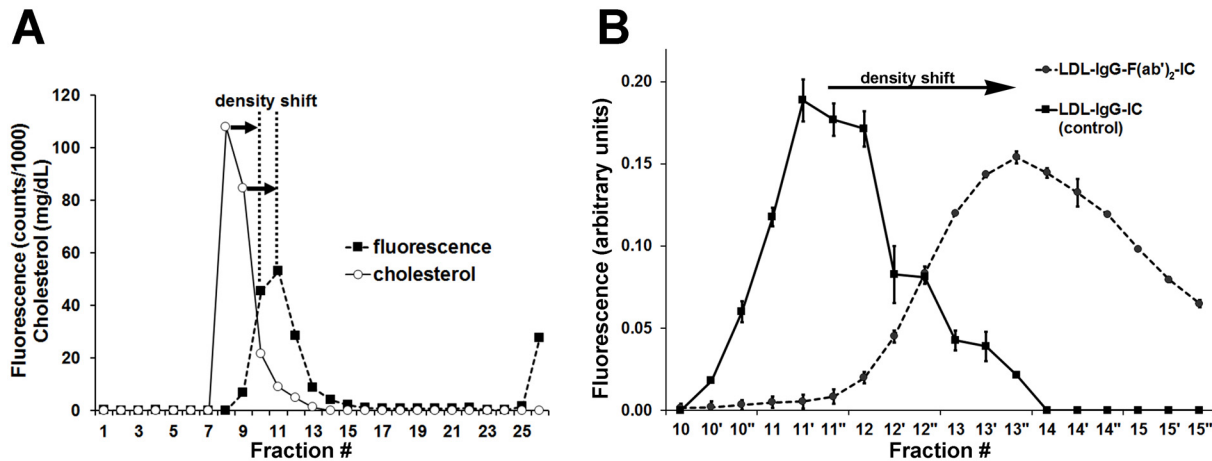 A
density shift
Fluorescence (counts/1000)
Cholesterol (mg/dL)
120
100
80
60
40
20
0
fluorescence
cholesterol
1 3 5 7 9 11 13 15 17 19 21 23 25
Fraction #
B
density shift
LDL-IgG-F(ab')₂-IC
LDL-IgG-IC
(control)
Fluorescence (arbitrary units)
0.20
0.15
0.10
0.05
0.00
10 10' 10" 11 11' 11" 12 12' 12" 13 13' 13" 14 14' 14" 15 15' 15"
Fraction #